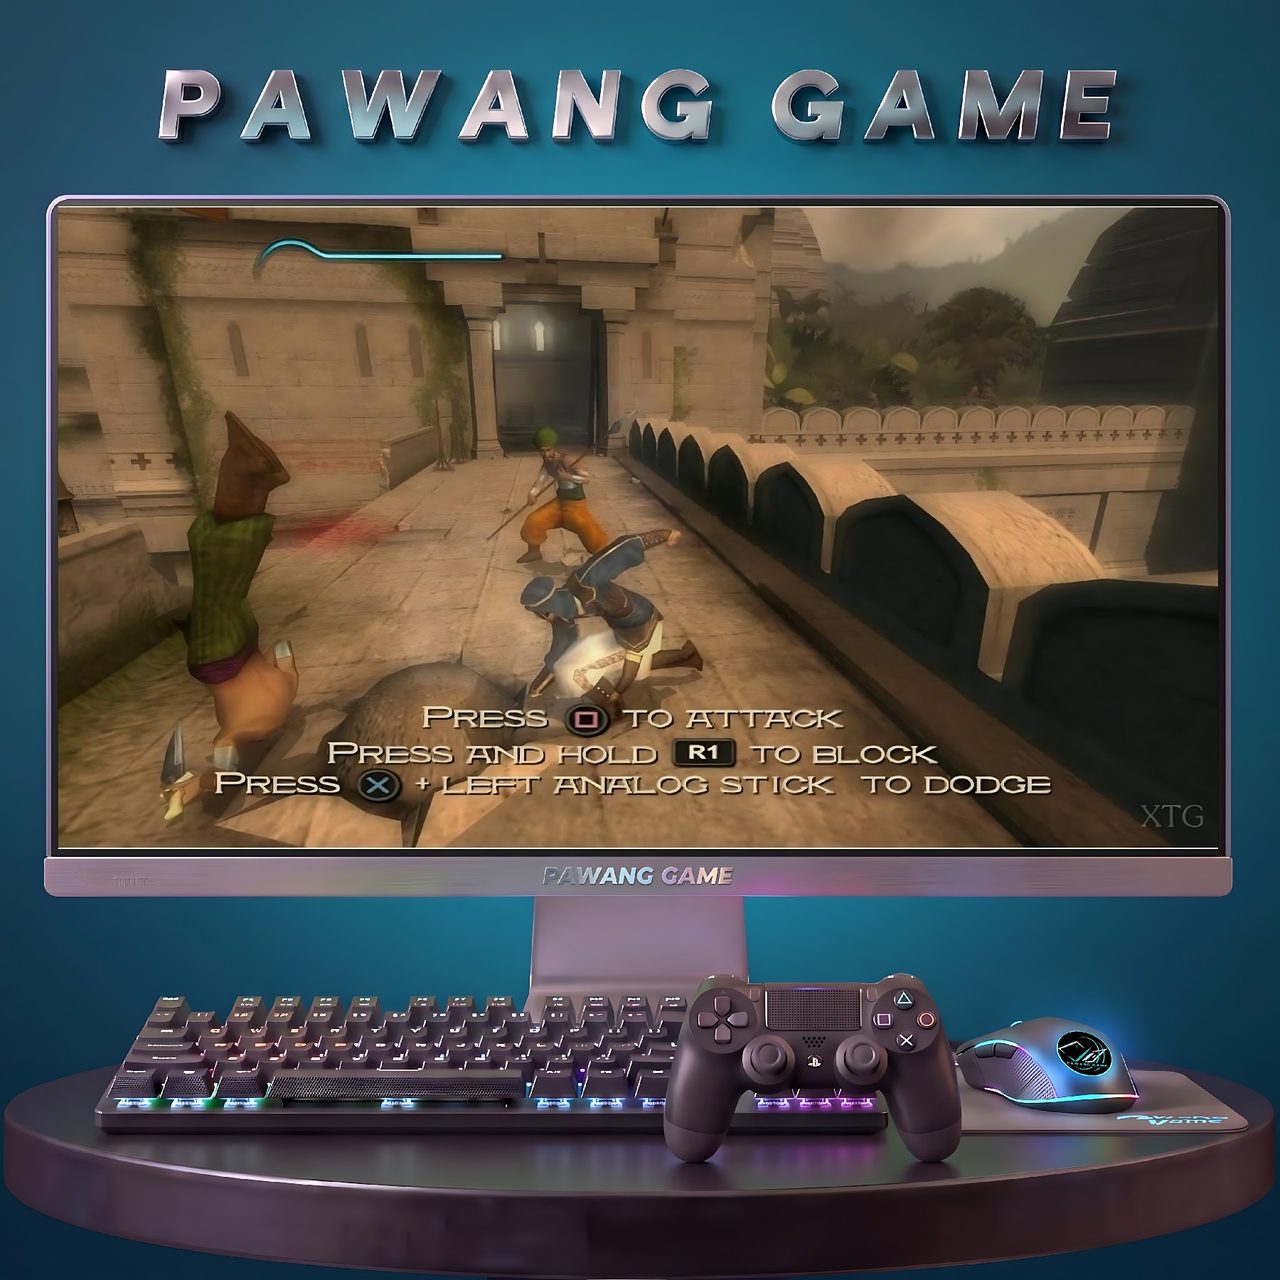 PAWANG GAME
PRESS □ TO ATTACK
PRESS AND HOLD R1 TO BLOCK
PRESS X + LEFT ANALOG STICK TO DODGE
XTG
PAWANG GAME